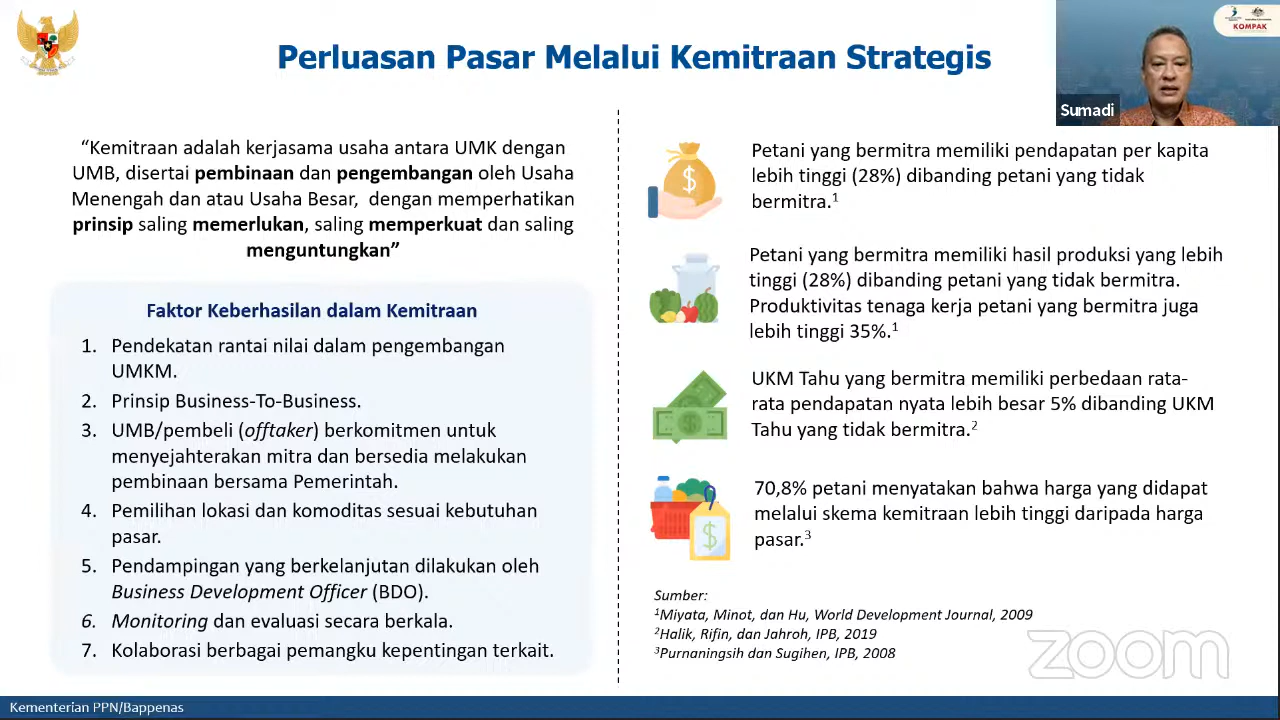 Perluasan Pasar Melalui Kemitraan Strategis
KOMPAK
Sumadi
“Kemitraan adalah kerjasama usaha antara UMK dengan
UMB, disertai pembinaan dan pengembangan oleh Usaha
Menengah dan atau Usaha Besar, dengan memperhatikan
prinsip saling memerlukan, saling memperkuat dan saling
menguntungkan”
Faktor Keberhasilan dalam Kemitraan
1. Pendekatan rantai nilai dalam pengembangan
UMKM.
2. Prinsip Business-To-Business.
3. UMB/pembeli (offtaker) berkomitmen untuk
menyejahterakan mitra dan bersedia melakukan
pembinaan bersama Pemerintah.
4. Pemilihan lokasi dan komoditas sesuai kebutuhan
pasar.
5. Pendampingan yang berkelanjutan dilakukan oleh
Business Development Officer (BDO).
6. Monitoring dan evaluasi secara berkala.
7. Kolaborasi berbagai pemangku kepentingan terkait.
Petani yang bermitra memiliki pendapatan per kapita
lebih tinggi (28%) dibanding petani yang tidak
bermitra.¹
Petani yang bermitra memiliki hasil produksi yang lebih
tinggi (28%) dibanding petani yang tidak bermitra.
Produktivitas tenaga kerja petani yang bermitra juga
lebih tinggi 35%.¹
UKM Tahu yang bermitra memiliki perbedaan rata-
rata pendapatan nyata lebih besar 5% dibanding UKM
Tahu yang tidak bermitra.²
70,8% petani menyatakan bahwa harga yang didapat
melalui skema kemitraan lebih tinggi daripada harga
pasar.³
Sumber:
¹Miyata, Minot, dan Hu, World Development Journal, 2009
²Halik, Rifin, dan Jahroh, IPB, 2019
³Purnaningsih dan Sugihen, IPB, 2008
zoom
Kementerian PPN/Bappenas